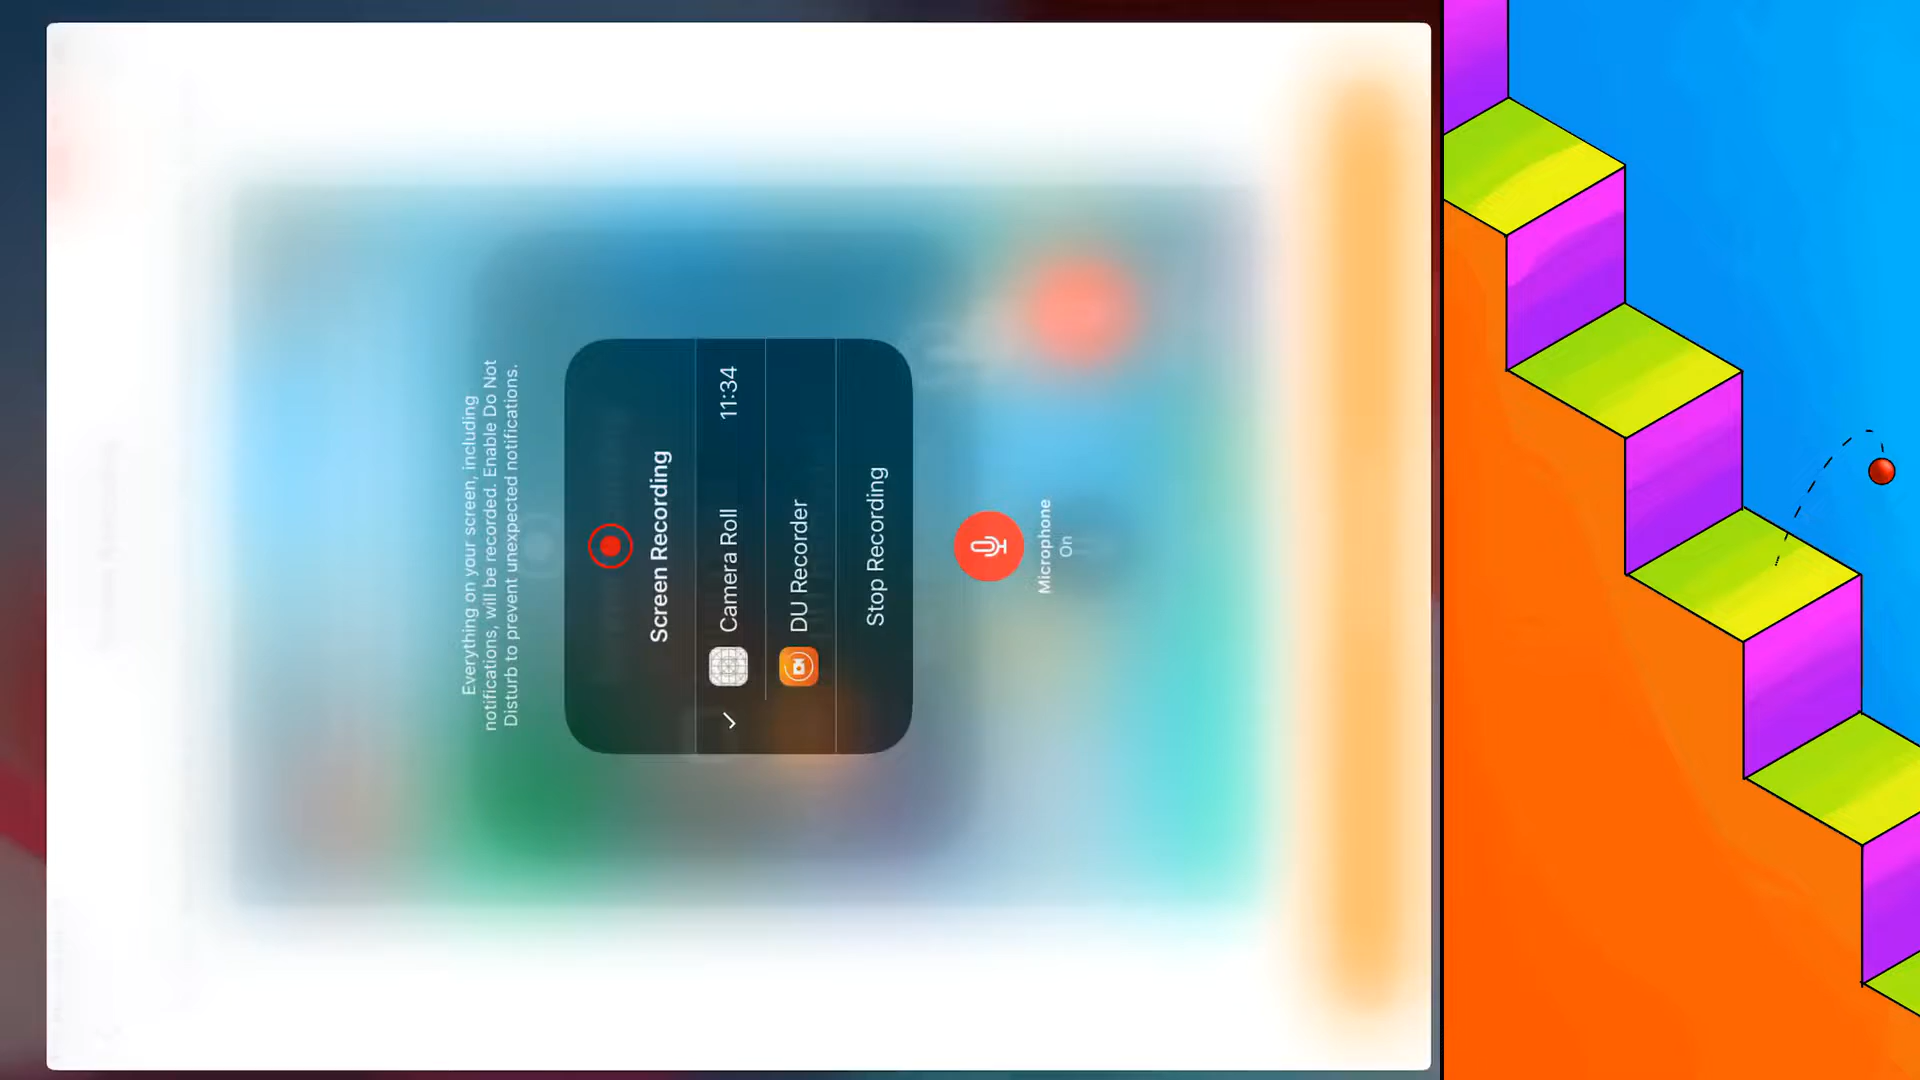 Everything on your screen, including
notifications, will be recorded. Enable Do Not
Disturb to prevent unexpected notifications.
Screen Recording
Camera Roll 11:34
DU Recorder
Stop Recording
Microphone
On